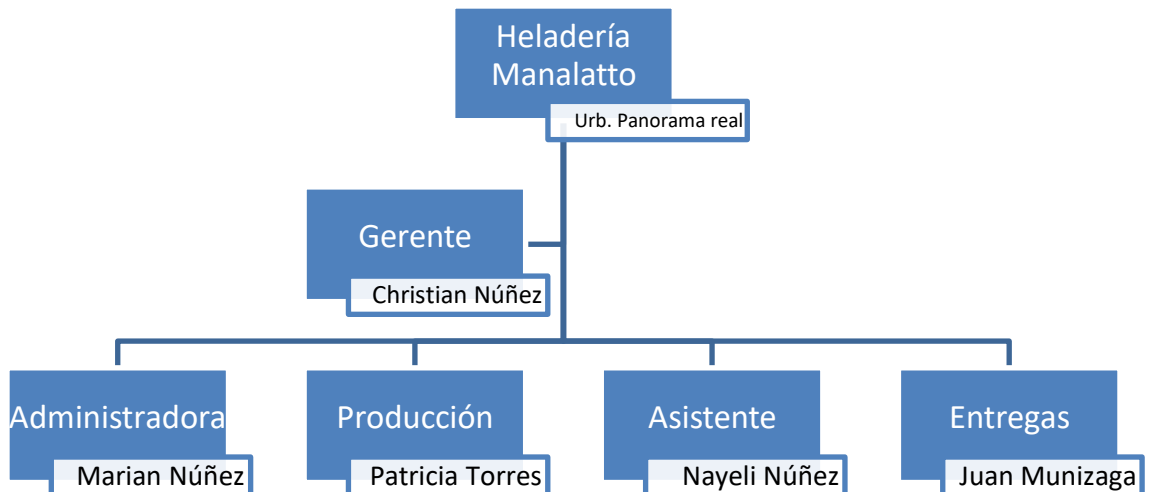 Heladería
Manalatto
Urb. Panorama real
Gerente
Christian Núñez
Administradora
Marian Núñez
Producción
Patricia Torres
Asistente
Nayeli Núñez
Entregas
Juan Munizaga